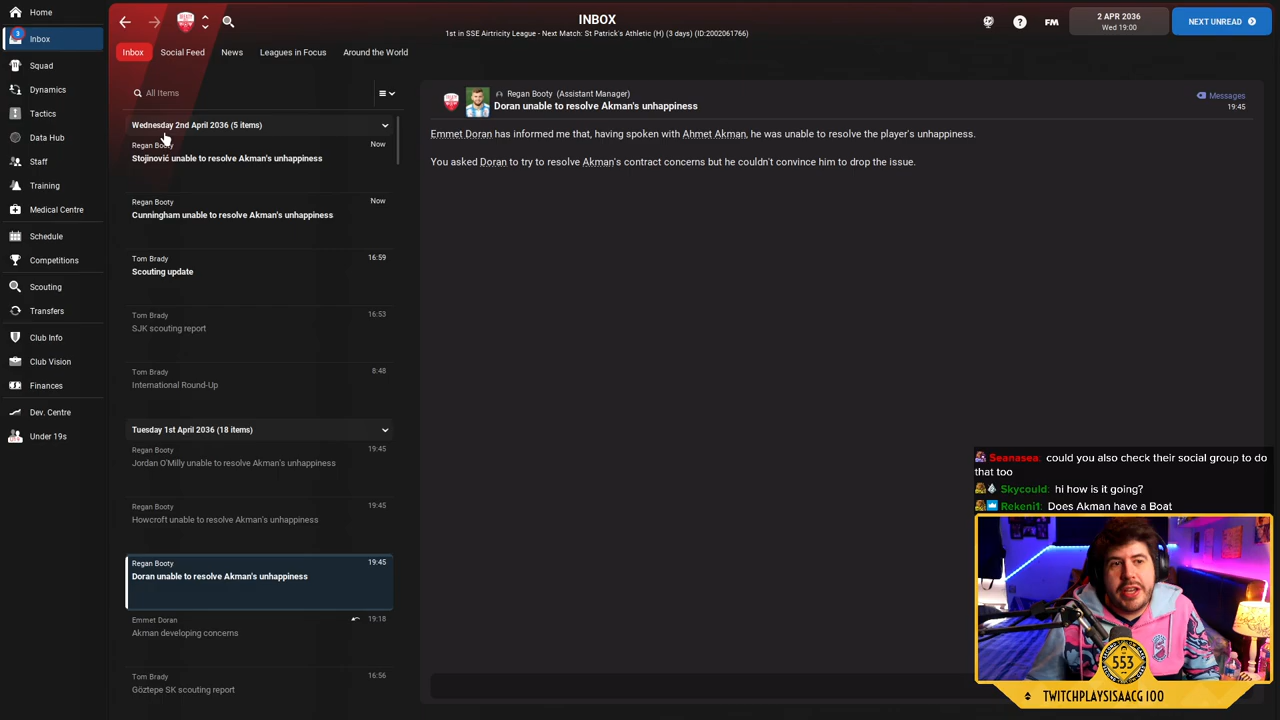 Home
3
Inbox
Squad
Dynamics
Tactics
Data Hub
Staff
Training
Medical Centre
Schedule
Competitions
Scouting
Transfers
Club Info
Club Vision
Finances
Dev. Centre
Under 19s
INBOX
1st in SSE Airtricity League - Next Match: St Patrick's Athletic (H) (3 days) (ID:2002061766)
?
FM
2 APR 2036
Wed 19:00
NEXT UNREAD
Inbox
Social Feed
News
Leagues in Focus
Around the World
All Items
Wednesday 2nd April 2036 (5 items)
Regan Booty
Now
Stojinović unable to resolve Akman's unhappiness
Regan Booty
Now
Cunningham unable to resolve Akman's unhappiness
Tom Brady
16:59
Scouting update
Tom Brady
16:53
SJK scouting report
Tom Brady
8:48
International Round-Up
Tuesday 1st April 2036 (18 items)
Regan Booty
19:45
Jordan O'Milly unable to resolve Akman's unhappiness
Regan Booty
19:45
Howcroft unable to resolve Akman's unhappiness
Regan Booty
19:45
Doran unable to resolve Akman's unhappiness
Emmet Doran
19:18
Akman developing concerns
Tom Brady
16:56
Göztepe SK scouting report
Regan Booty (Assistant Manager)
Doran unable to resolve Akman's unhappiness
Messages
19:45
Emmet Doran has informed me that, having spoken with Ahmet Akman, he was unable to resolve the player's unhappiness.
You asked Doran to try to resolve Akman's contract concerns but he couldn't convince him to drop the issue.
Seanasea: could you also check their social group to do
that too
Skycould: hi how is it going?
Rekeni1: Does Akman have a Boat
553
TWITCHPLAYSISAACG 100